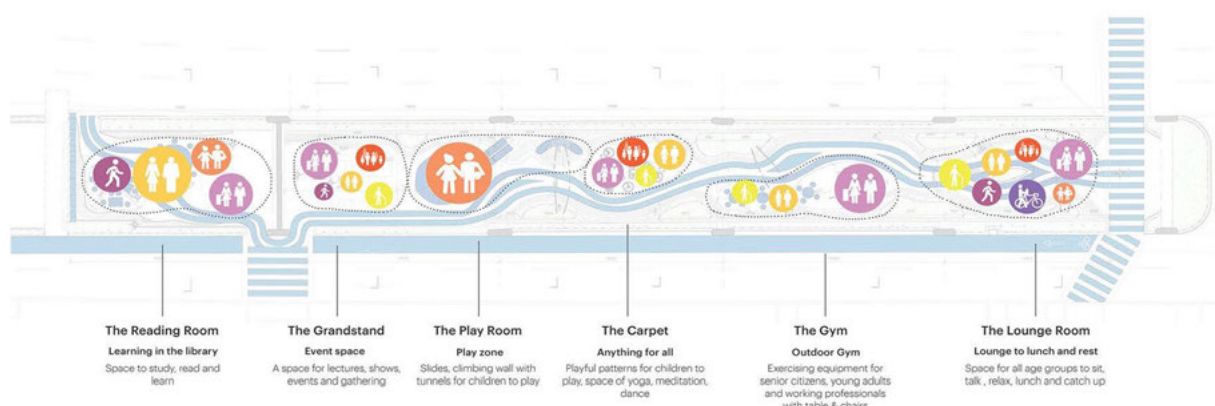 The Reading Room
Learning in the library
Space to study, read and
learn
The Grandstand
Event space
A space for lectures, shows,
events and gathering
The Play Room
Play zone
Slides, climbing wall with
tunnels for children to play
The Carpet
Anything for all
Playful patterns for children to
play, space of yoga, meditation,
dance
The Gym
Outdoor Gym
Exercising equipment for
senior citizens, young adults
and working professionals
with table & chairs
The Lounge Room
Lounge to lunch and rest
Space for all age groups to sit,
talk , relax, lunch and catch up